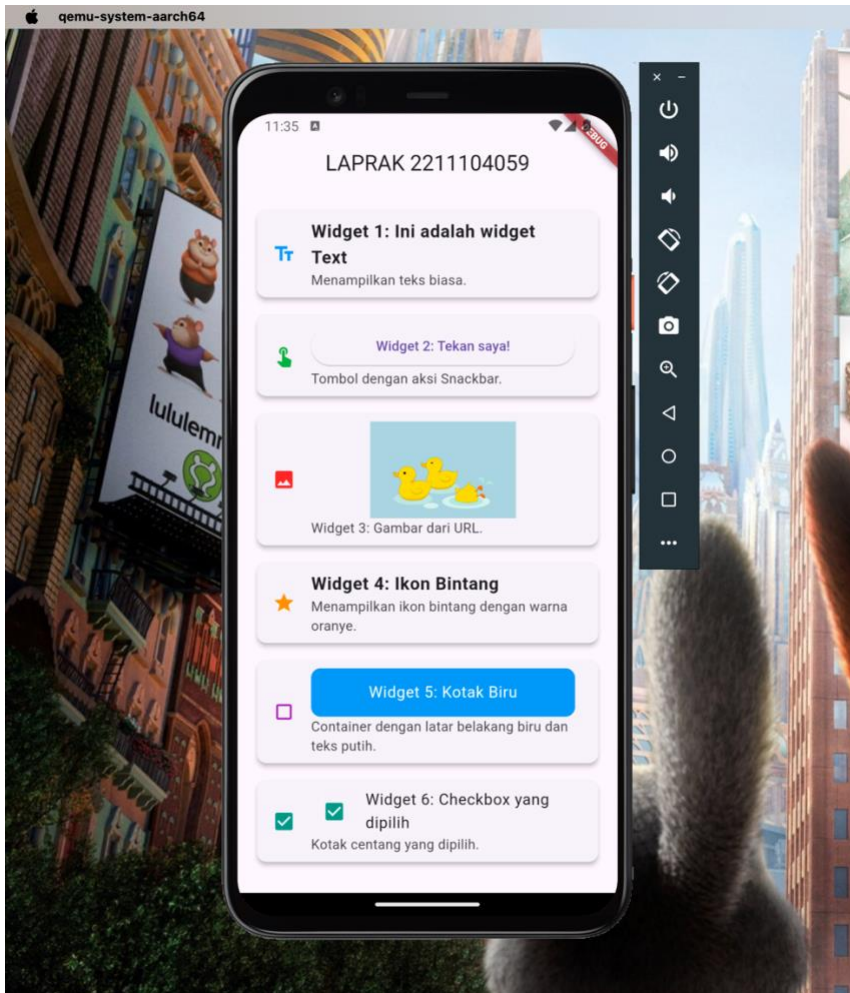 qemu-system-aarch64
11:35
DEBUG
LAPRAK 2211104059
Widget 1: Ini adalah widget
Text
Menampilkan teks biasa.
Widget 2: Tekan saya!
Tombol dengan aksi Snackbar.
Widget 3: Gambar dari URL.
Widget 4: Ikon Bintang
Menampilkan ikon bintang dengan warna
oranye.
Widget 5: Kotak Biru
Container dengan latar belakang biru dan
teks putih.
Widget 6: Checkbox yang
dipilih
Kotak centang yang dipilih.